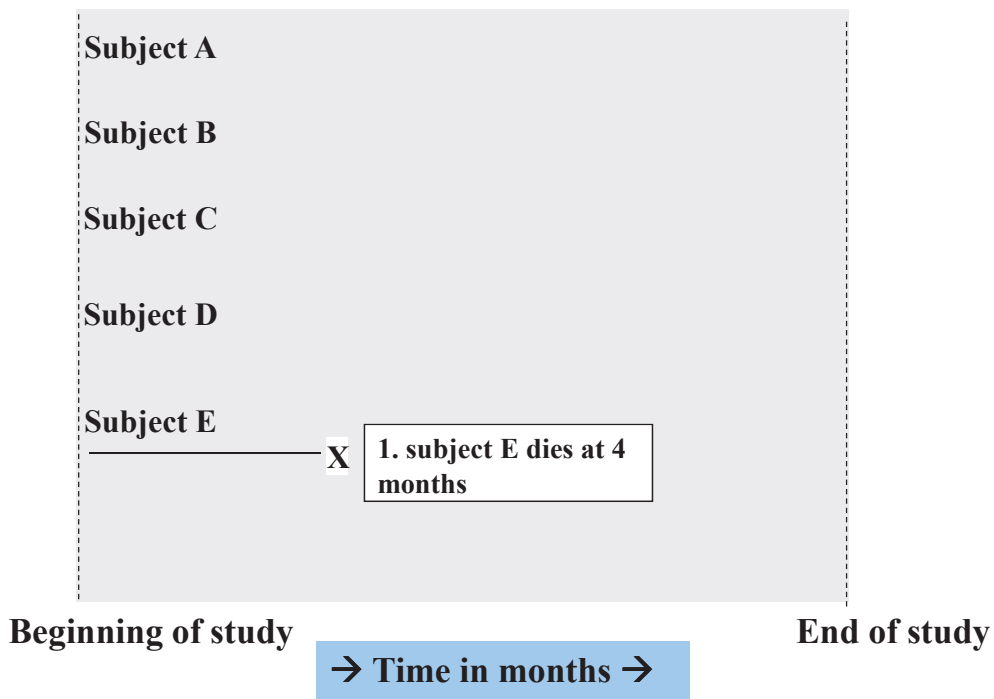 Subject A
Subject B
Subject C
Subject D
Subject E
X
1. subject E dies at 4
months
Beginning of study
End of study
→ Time in months →